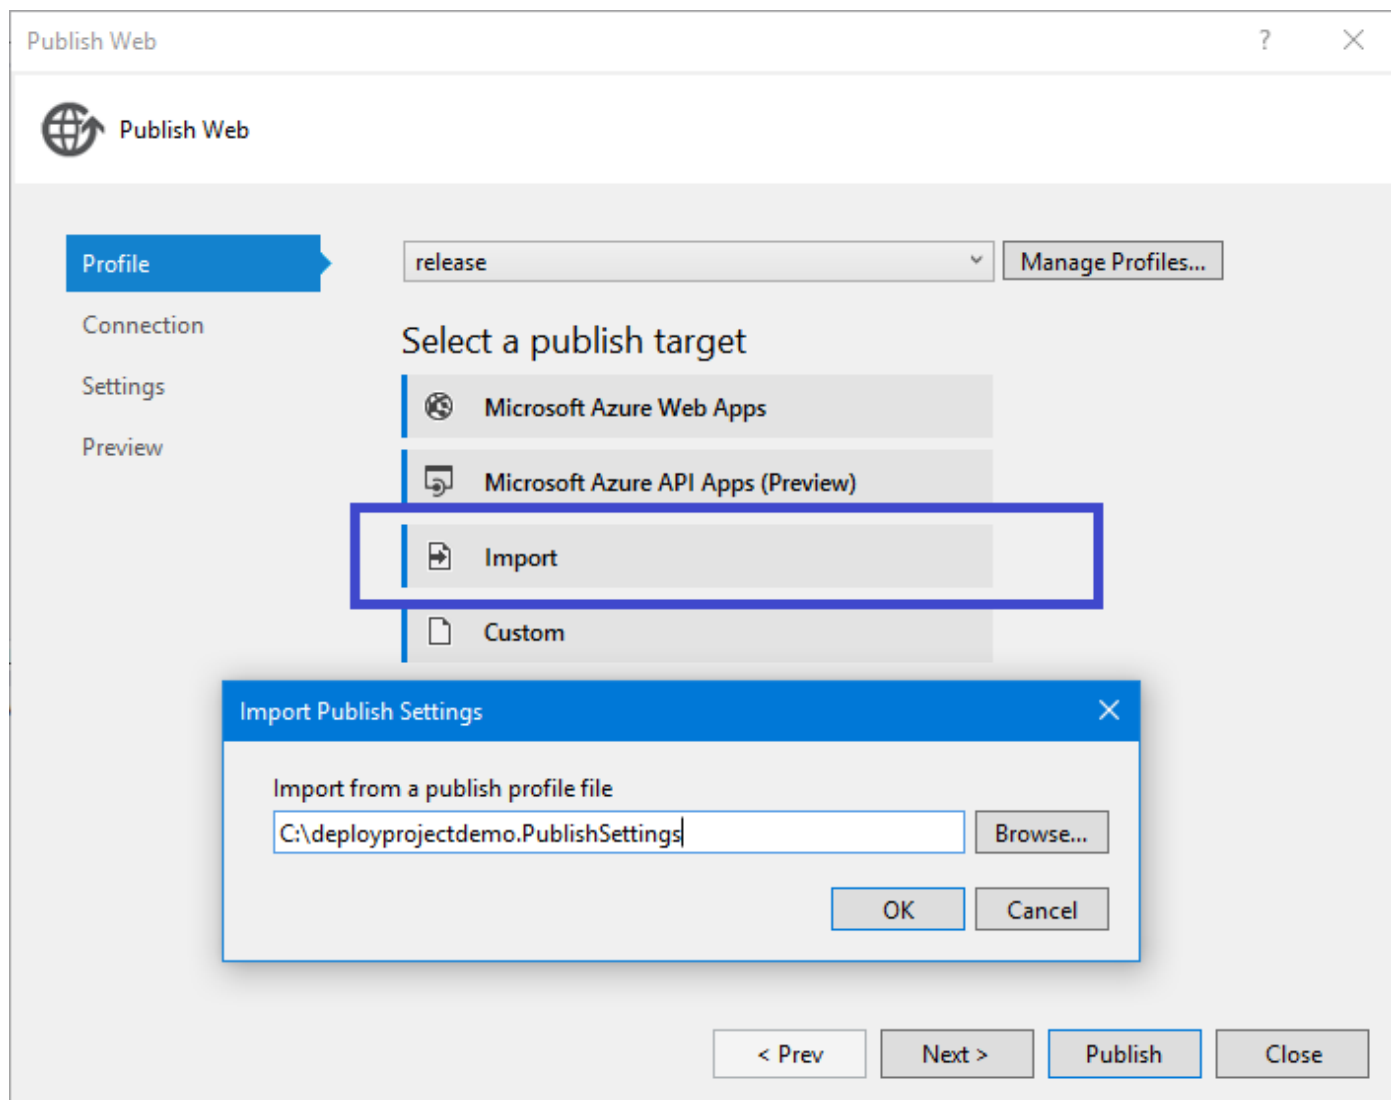 Publish Web
?
Publish Web
Profile
Connection
Settings
Preview
release
Manage Profiles...
Select a publish target
Microsoft Azure Web Apps
Microsoft Azure API Apps (Preview)
Import
Custom
Import Publish Settings
Import from a publish profile file
C:\deployprojectdemo.PublishSettings
Browse...
OK
Cancel
< Prev
Next >
Publish
Close